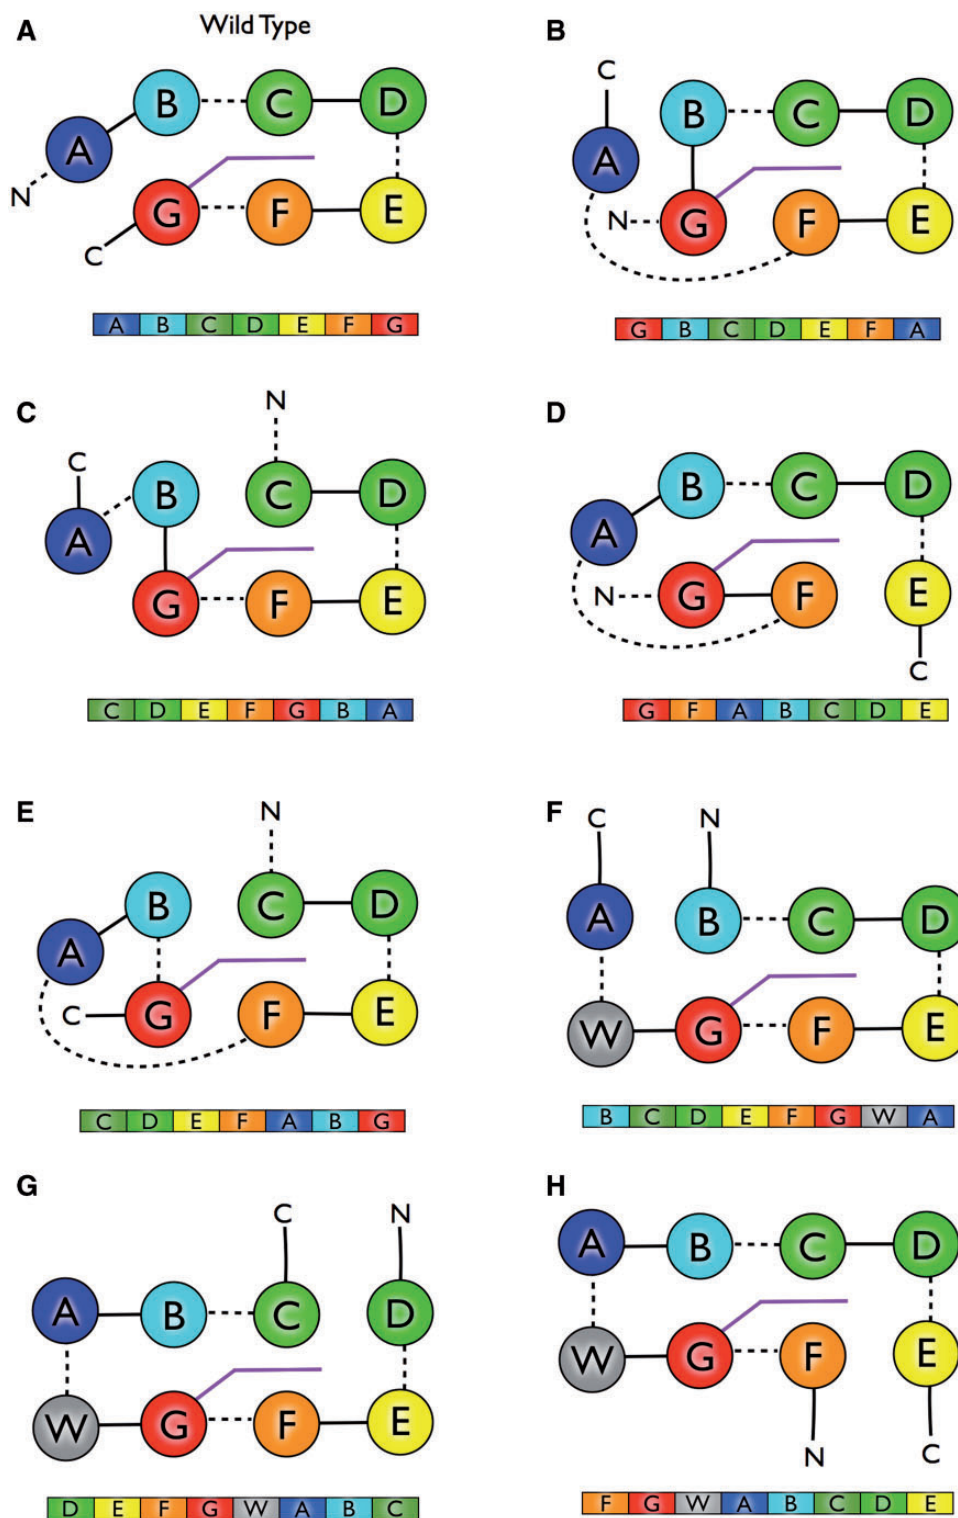 A
Wild Type
B C D
A
N
G F E
C
A B C D E F G
B
C
B C D
A
N G F E
G B C D E F A
C
N
C
B C D
A
G F E
C D E F G B A
D
B C D
A
N G F E
C
G F A B C D E
E
N
B C D
A
C G F E
C D E F A B G
F
C N
A B C D
W G F E
B C D E F G W A
G
C N
A B C D
W G F E
D E F G W A B C
H
A B C D
W G F E
N C
F G W A B C D E